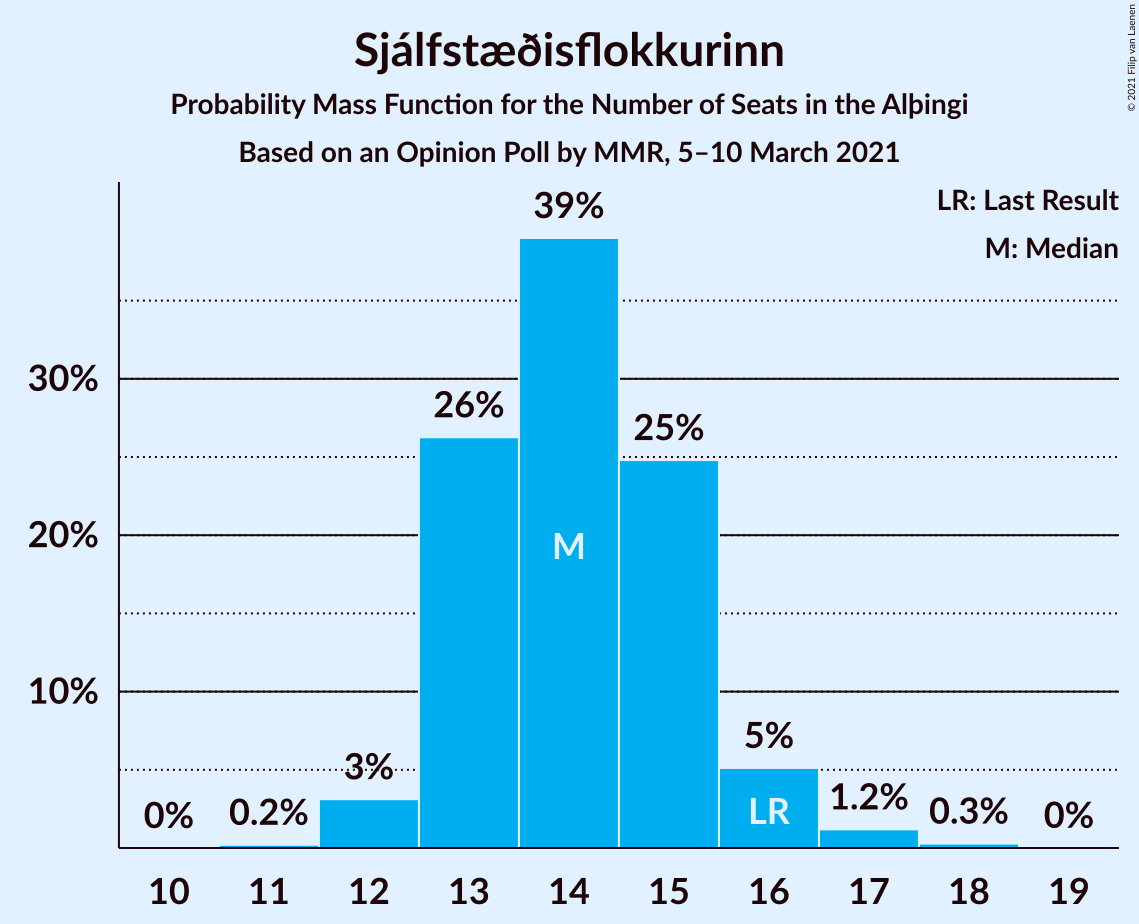 Sjálfstæðisflokkurinn
Probability Mass Function for the Number of Seats in the Alþingi
Based on an Opinion Poll by MMR, 5–10 March 2021
© 2021 Filip van Laenen
LR: Last Result
M: Median
39%
30%
26%
25%
20%
M
10%
5%
3%
0%
0.2%
LR
1.2%
0.3%
0%
10 11 12 13 14 15 16 17 18 19